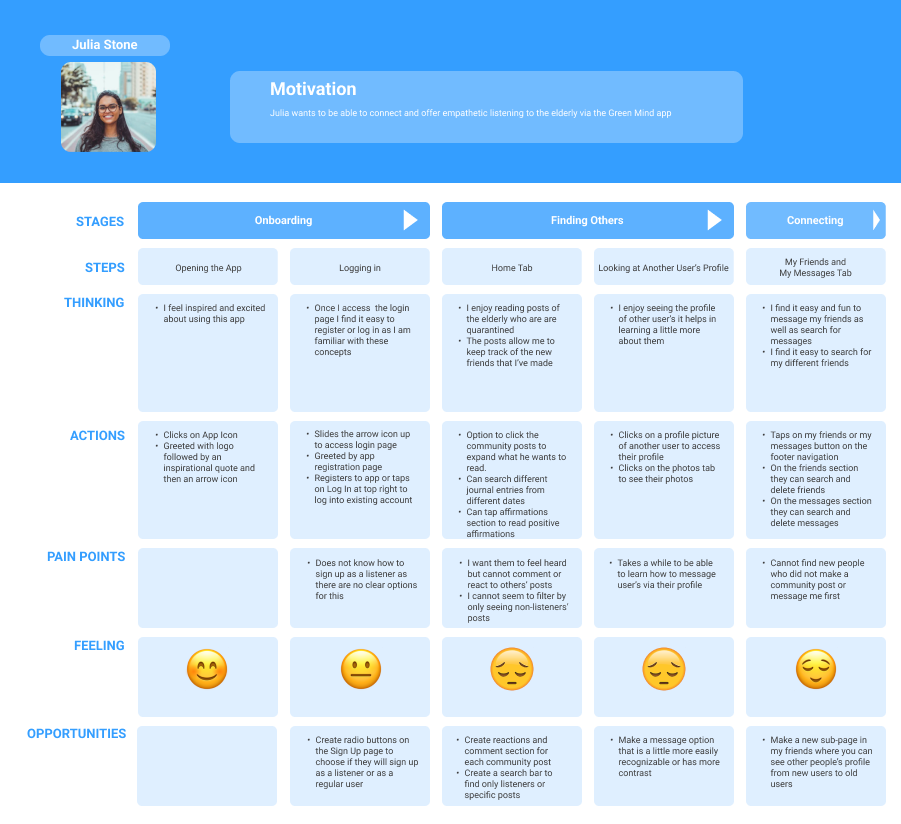 Julia Stone
Motivation
Julia wants to be able to connect and offer empathetic listening to the elderly via the Green Mind app
STAGES
Onboarding
Finding Others
Connecting
STEPS
Opening the App
Logging in
Home Tab
Looking at Another User's Profile
My Friends and
My Messages Tab
THINKING
• I feel inspired and excited
about using this app
• Once I access the login
page I find it easy to
register or log in as I am
familiar with these
concepts
• I enjoy reading posts of
the elderly who are are
quarantined
• The posts allow me to
keep track of the new
friends that I've made
• I enjoy seeing the profile
of other user's it helps in
learning a little more
about them
• I find it easy and fun to
message my friends as
well as search for
messages
• I find it easy to search for
my different friends
ACTIONS
• Clicks on App Icon
• Greeted with logo
followed by an
inspirational quote and
then an arrow icon
• Slides the arrow icon up
to access login page
• Greeted by app
registration page
• Registers to app or taps
on Log In at top right to
log into existing account
• Option to click the
community posts to
expand what he wants to
read.
• Can search different
journal entries from
different dates
• Can tap affirmations
section to read positive
affirmations
• Clicks on a profile picture
of another user to access
their profile
• Clicks on the photos tab
to see their photos
• Taps on my friends or my
messages button on the
footer navigation
• On the friends section
they can search and
delete friends
• On the messages section
they can search and
delete messages
PAIN POINTS
• Does not know how to
sign up as a listener as
there are no clear options
for this
• I want them to feel heard
but cannot comment or
react to others' posts
• I cannot seem to filter by
only seeing non-listeners'
posts
• Takes a while to be able
to learn how to message
user's via their profile
• Cannot find new people
who did not make a
community post or
message me first
FEELING
OPPORTUNITIES
• Create radio buttons on
the Sign Up page to
choose if they will sign up
as a listener or as a
regular user
• Create reactions and
comment section for
each community post
• Create a search bar to
find only listeners or
specific posts
• Make a message option
that is a little more easily
recognizable or has more
contrast
• Make a new sub-page in
my friends where you can
see other people's profile
from new users to old
users